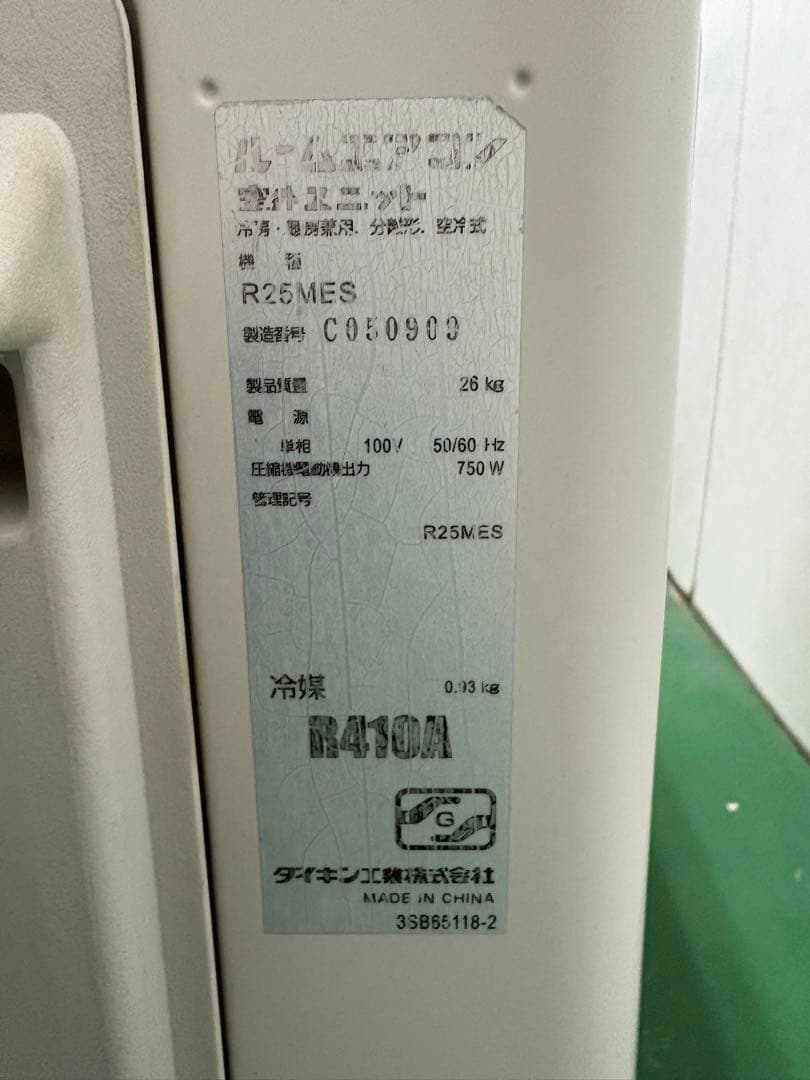 ルームエアコン
室外ユニット
冷房・暖房兼用、分離形、空冷式
機種
R25MES
製造番号 C050909
製品質量 26 kg
電源
単相 100V 50/60 Hz
圧縮機電動機出力 750 W
管理記号
R25MES
冷媒 0.93 kg
R410A
G
ダイキン工業株式会社
MADE IN CHINA
3SB65118-2